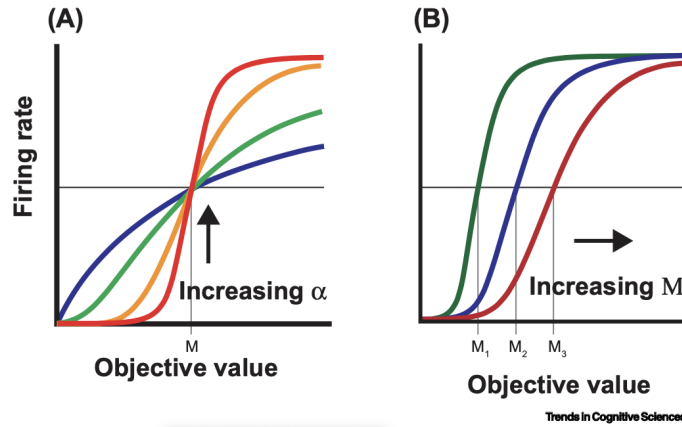 (A)
Firing rate
Increasing α
M
Objective value
(B)
Increasing M
M₁ M₂ M₃
Objective value
Trends in Cognitive Sciences